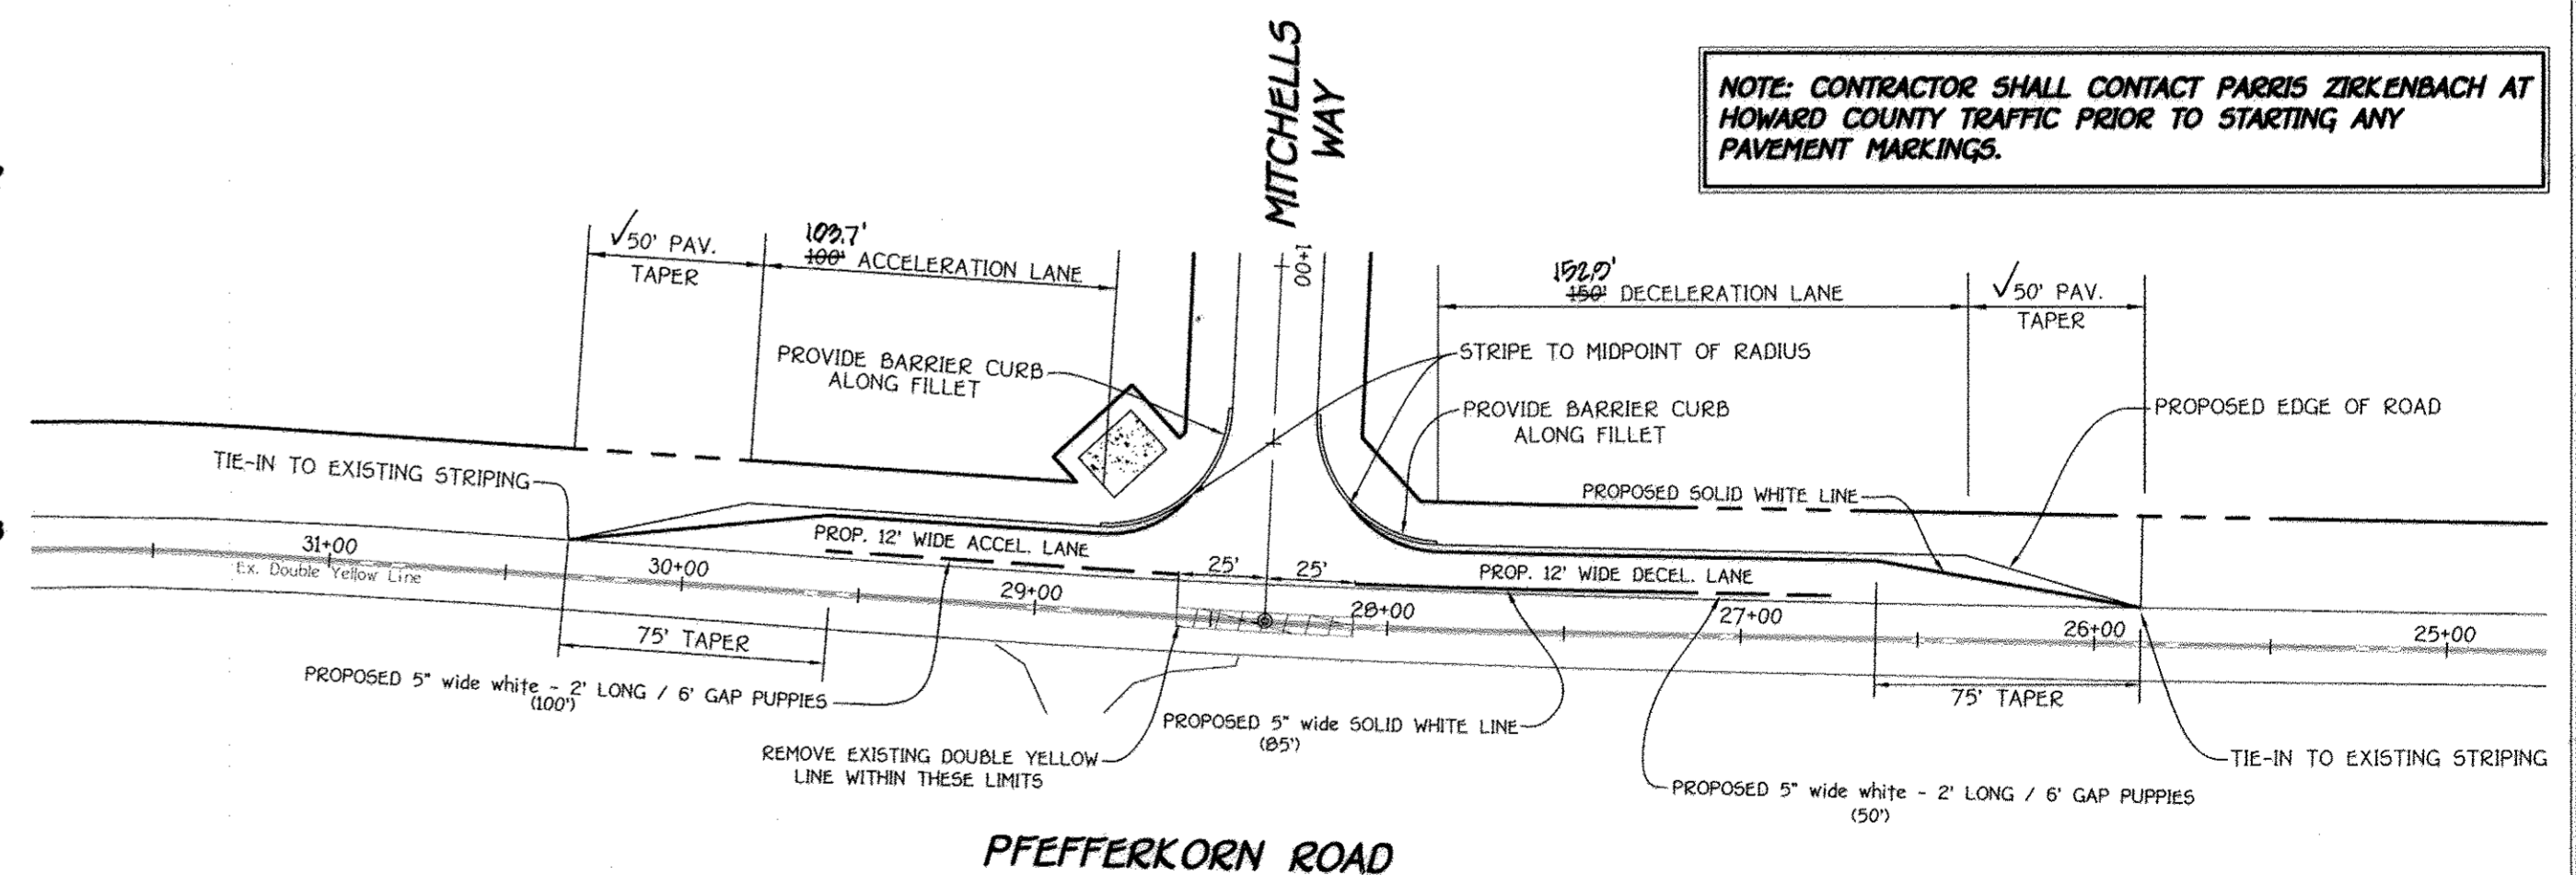 MITCHELLS
WAY
NOTE: CONTRACTOR SHALL CONTACT PARRIS ZIRKENBACH AT
HOWARD COUNTY TRAFFIC PRIOR TO STARTING ANY
PAVEMENT MARKINGS.
√50' PAV.
TAPER
103.7'
100' ACCELERATION LANE
1+00
150' DECELERATION LANE
√50' PAV.
TAPER
PROVIDE BARRIER CURB
ALONG FILLET
STRIPE TO MIDPOINT OF RADIUS
PROVIDE BARRIER CURB
ALONG FILLET
PROPOSED EDGE OF ROAD
TIE-IN TO EXISTING STRIPING
PROPOSED SOLID WHITE LINE
PROP. 12' WIDE ACCEL. LANE
PROP. 12' WIDE DECEL. LANE
25'
25'
31+00
30+00
29+00
28+00
27+00
26+00
25+00
Ex. Double Yellow Line
75' TAPER
75' TAPER
PROPOSED 5" wide white - 2' LONG / 6' GAP PUPPIES
(100')
PROPOSED 5" wide SOLID WHITE LINE
(85')
REMOVE EXISTING DOUBLE YELLOW
LINE WITHIN THESE LIMITS
TIE-IN TO EXISTING STRIPING
PROPOSED 5" wide white - 2' LONG / 6' GAP PUPPIES
(50')
PFEFFERKORN ROAD